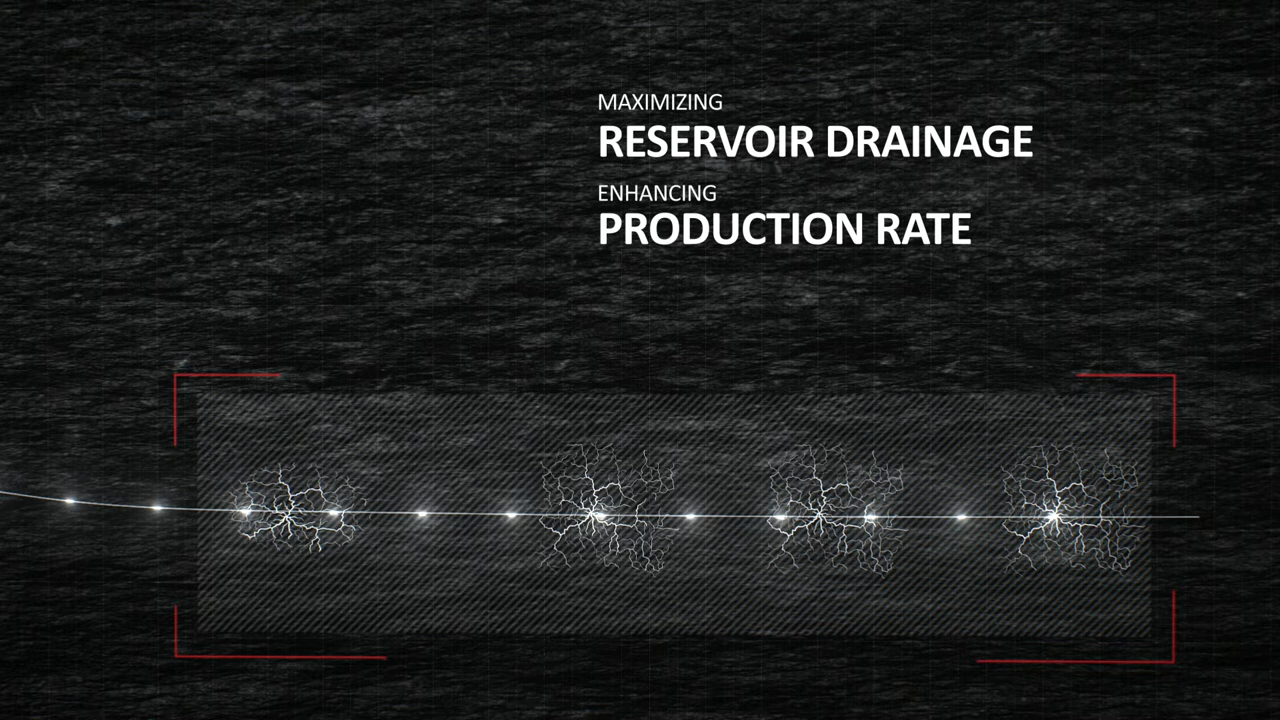 MAXIMIZING
RESERVOIR DRAINAGE
ENHANCING
PRODUCTION RATE